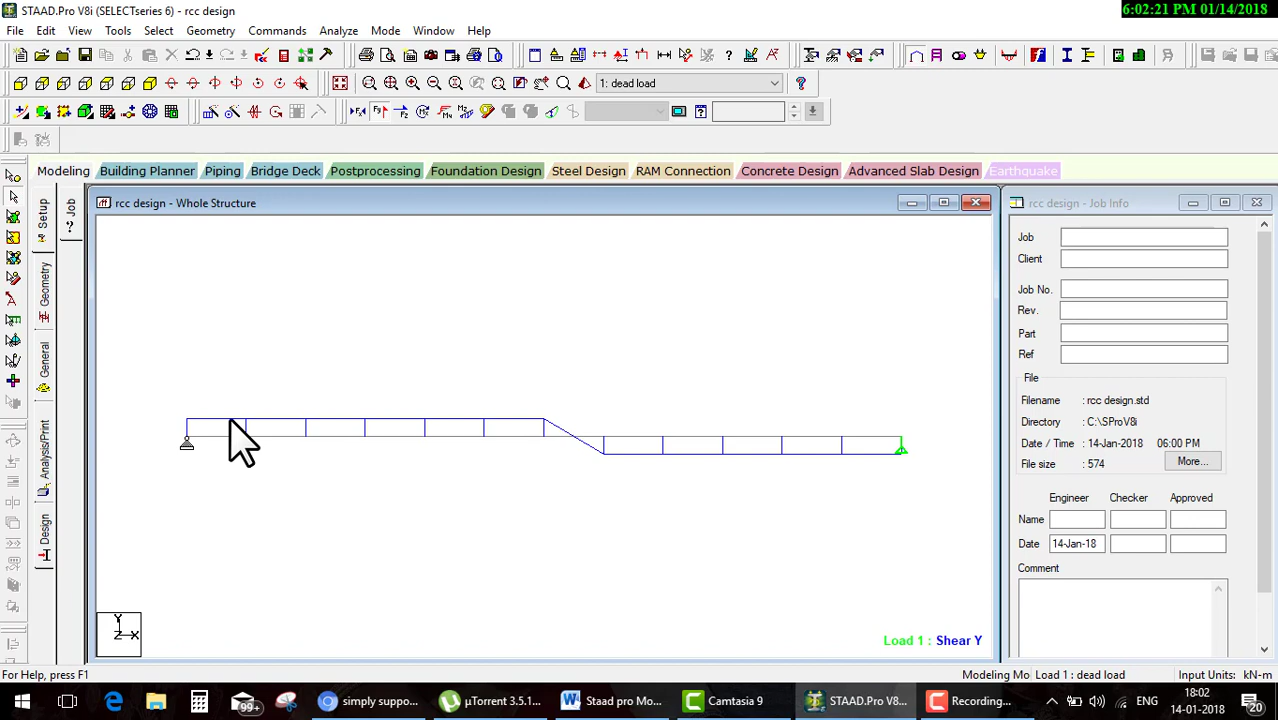 STAAD.Pro V8i (SELECTseries 6) - rcc design
6:02:21 PM 01/14/2018
File Edit View Tools Select Geometry Commands Analyze Mode Window Help
1: dead load
Modeling Building Planner Piping Bridge Deck Postprocessing Foundation Design Steel Design RAM Connection Concrete Design Advanced Slab Design Earthquake
Setup
Geometry
General
Analysis/Print
Design
Job
rcc design - Whole Structure
Y
Z X
Load 1 : Shear Y
rcc design - Job Info
Job
Client
Job No.
Rev.
Part
Ref
File
Filename : rcc design.std
Directory : C:\SProV8i
Date / Time : 14-Jan-2018 06:00 PM
File size : 574
More...
Engineer Checker Approved
Name
Date 14-Jan-18
Comment
For Help, press F1
Modeling Mo Load 1 : dead load Input Units: kN-m
99+
simply suppo...
µTorrent 3.5.1...
Staad pro Mo...
Camtasia 9
STAAD.Pro V8...
Recording...
ENG
18:02
14-01-2018
20